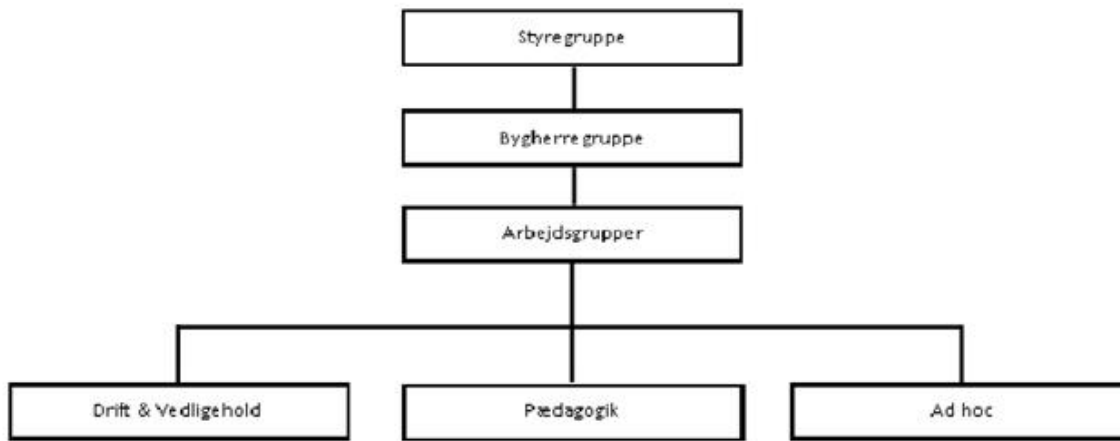 Styregruppe
Bygherregruppe
Arbejdsgrupper
Drift & Vedligehold
Pædagogik
Ad hoc